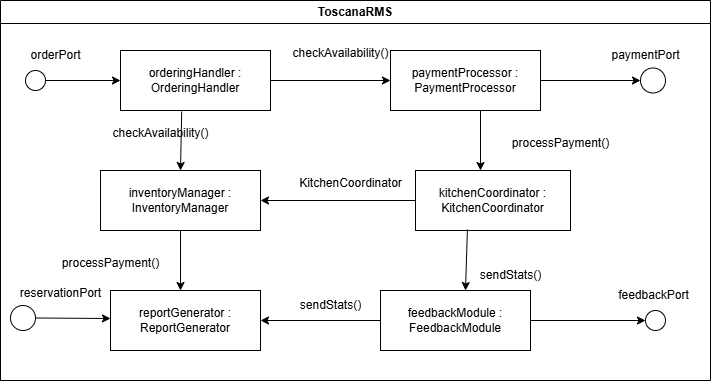 ToscanaRMS
orderPort
orderingHandler :
OrderingHandler
checkAvailability()
paymentProcessor :
PaymentProcessor
paymentPort
checkAvailability()
processPayment()
inventoryManager :
InventoryManager
KitchenCoordinator
kitchenCoordinator :
KitchenCoordinator
processPayment()
sendStats()
reservationPort
reportGenerator :
ReportGenerator
sendStats()
feedbackModule :
FeedbackModule
feedbackPort